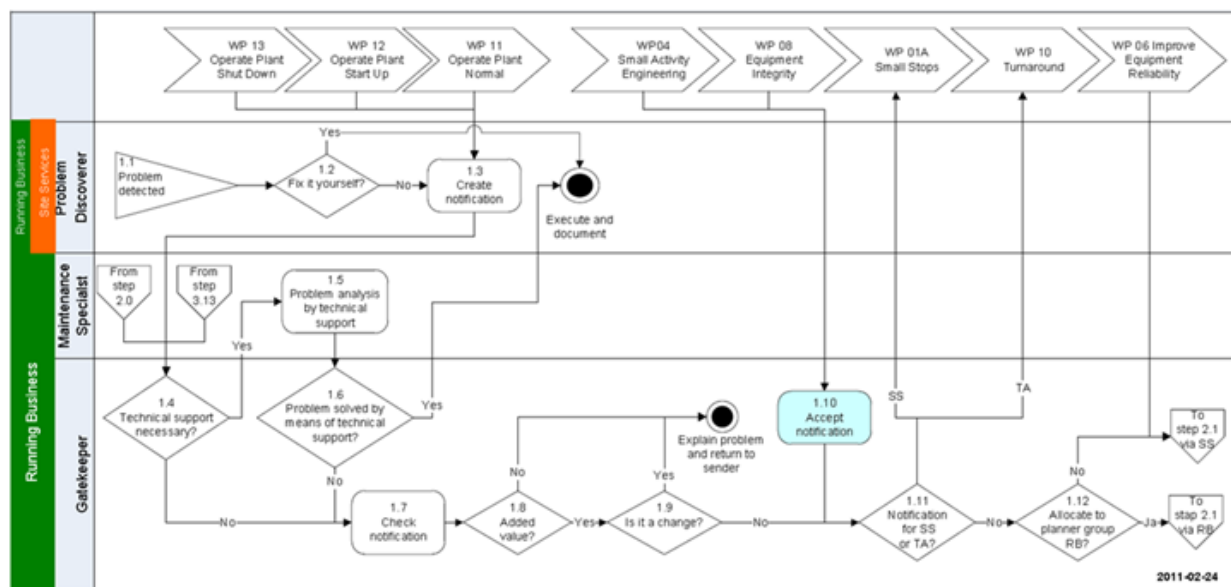 WP 13
Operate Plant
Shut Down
WP 12
Operate Plant
Start Up
WP 11
Operate Plant
Normal
WP04
Small Activity
Engineering
WP 08
Equipment
Integrity
WP 01A
Small Stops
WP 10
Turnaround
WP 06 Improve
Equipment
Reliability
Running Business
Site Services
Problem
Discoverer
1.1
Problem
detected
Yes
1.2
Fix it yourself?
No
1.3
Create
notification
Execute and
document
Running Business
Maintenance
Specialist
From
step
2.0
From
step
3.13
Yes
1.5
Problem analysis
by technical
support
Gatekeeper
1.4
Technical support
necessary?
No
1.6
Problem solved by
means of technical
support?
Yes
No
1.7
Check
notification
1.8
Added
value?
No
Yes
1.9
Is it a change?
Yes
No
Explain problem
and return to
sender
1.10
Accept
notification
SS
TA
1.11
Notification
for SS
or TA?
No
1.12
Allocate to
planner group
RB?
No
Ja
To
step 2.1
via SS
To
stap 2.1
via RB
2011-02-24